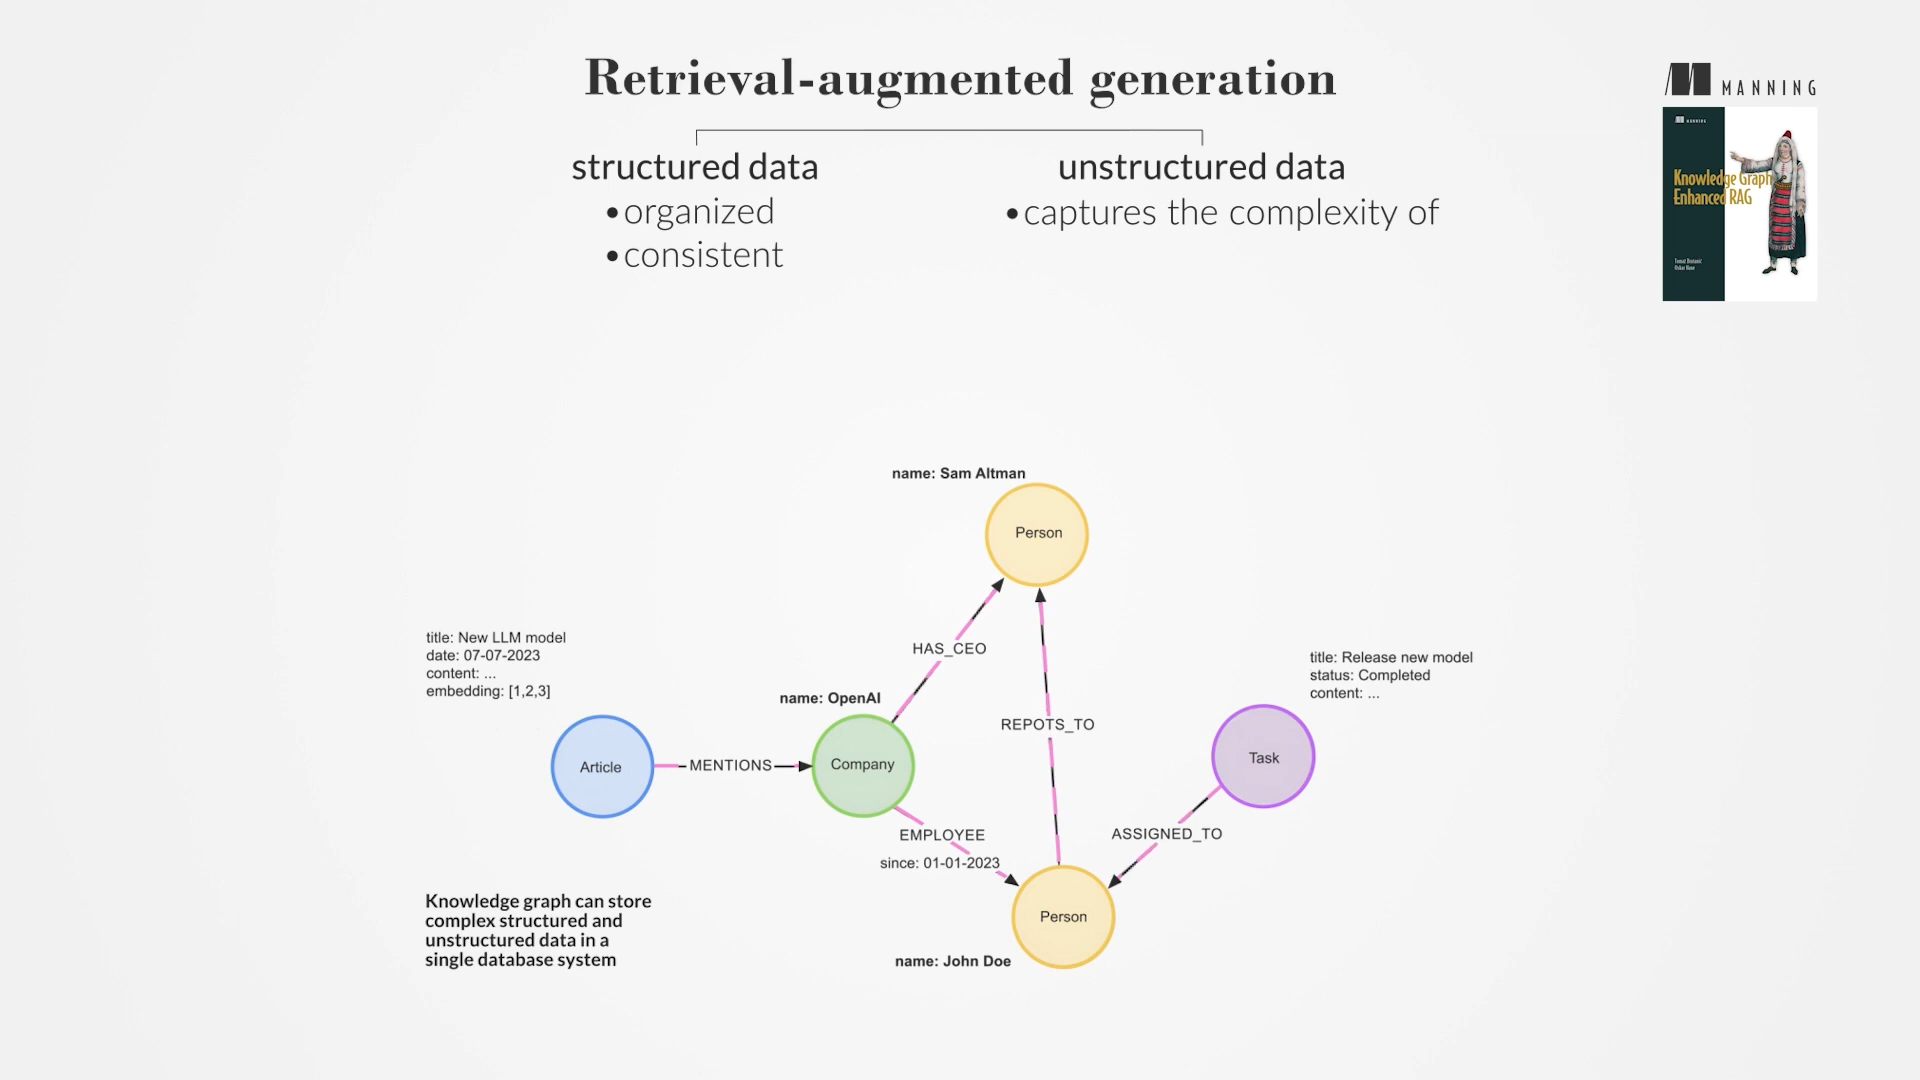 Retrieval-augmented generation
MANNING
structured data
•organized
•consistent
unstructured data
•captures the complexity of
MANNING
Knowledge Graph
Enhanced RAG
name: Sam Altman
Person
HAS_CEO
title: New LLM model
date: 07-07-2023
content: ...
embedding: [1,2,3]
name: OpenAI
REPOTS_TO
title: Release new model
status: Completed
content: ...
Article
MENTIONS
Company
Task
EMPLOYEE
since: 01-01-2023
ASSIGNED_TO
Person
name: John Doe
Knowledge graph can store
complex structured and
unstructured data in a
single database system